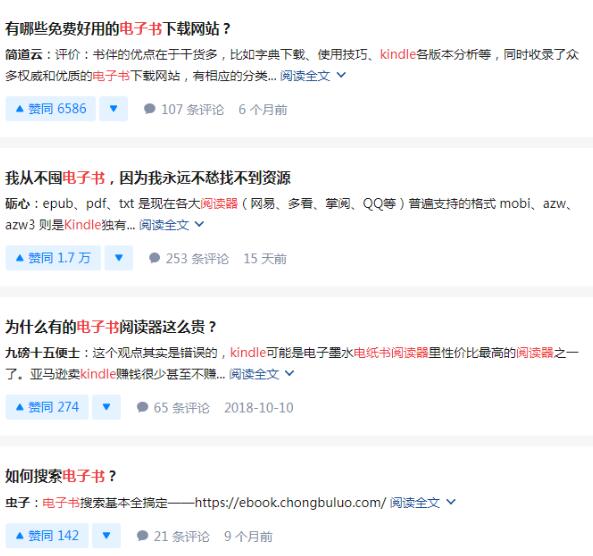 有哪些免费好用的电子书下载网站？
简道云：评价：书伴的优点在于干货多，比如字典下载、使用技巧、kindle各版本分析等，同时收录了众
多权威和优质的电子书下载网站，有相应的分类... 阅读全文
赞同 6586 107 条评论 6 个月前
我从不囤电子书，因为我永远不愁找不到资源
砺心：epub、pdf、txt 是现在各大阅读器（网易、多看、掌阅、QQ等）普遍支持的格式 mobi、azw、
azw3 则是Kindle独有... 阅读全文
赞同 1.7 万 253 条评论 15 天前
为什么有的电子书阅读器这么贵？
九磅十五便士：这个观点其实是错误的，kindle可能是电子墨水电纸书阅读器里性价比最高的阅读器之一
了。亚马逊卖kindle赚钱很少甚至不赚... 阅读全文
赞同 274 65 条评论 2018-10-10
如何搜索电子书？
虫子：电子书搜索基本全搞定——https://ebook.chongbuluo.com/ 阅读全文
赞同 142 21 条评论 9 个月前